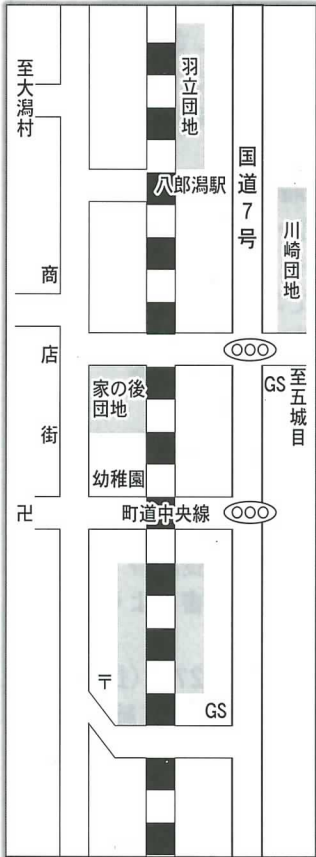 至大潟村
羽立団地
国道7号
八郎潟駅
川崎団地
商店街
家の後
団地
GS
至五城目
幼稚園
卍
町道中央線
〒
GS